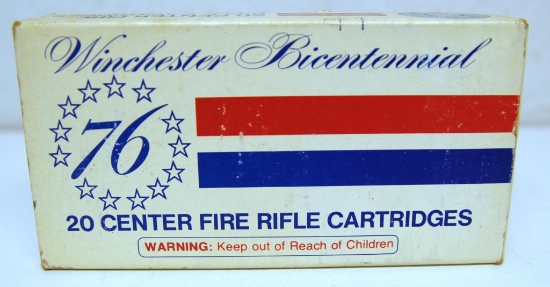 Winchester Bicentennial
76
20 CENTER FIRE RIFLE CARTRIDGES
WARNING: Keep out of Reach of Children